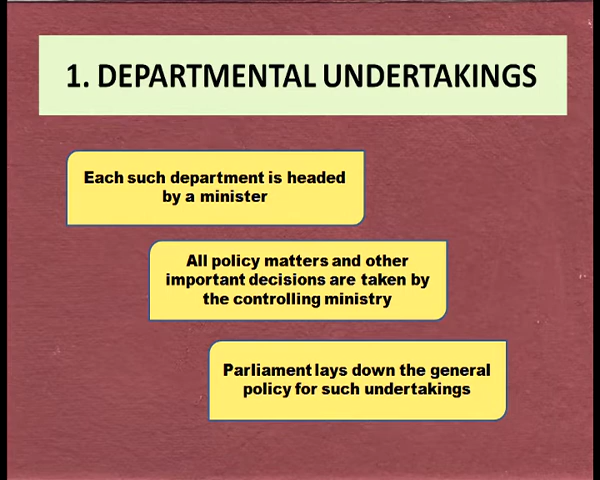 1. DEPARTMENTAL UNDERTAKINGS
Each such department is headed
by a minister
All policy matters and other
important decisions are taken by
the controlling ministry
Parliament lays down the general
policy for such undertakings